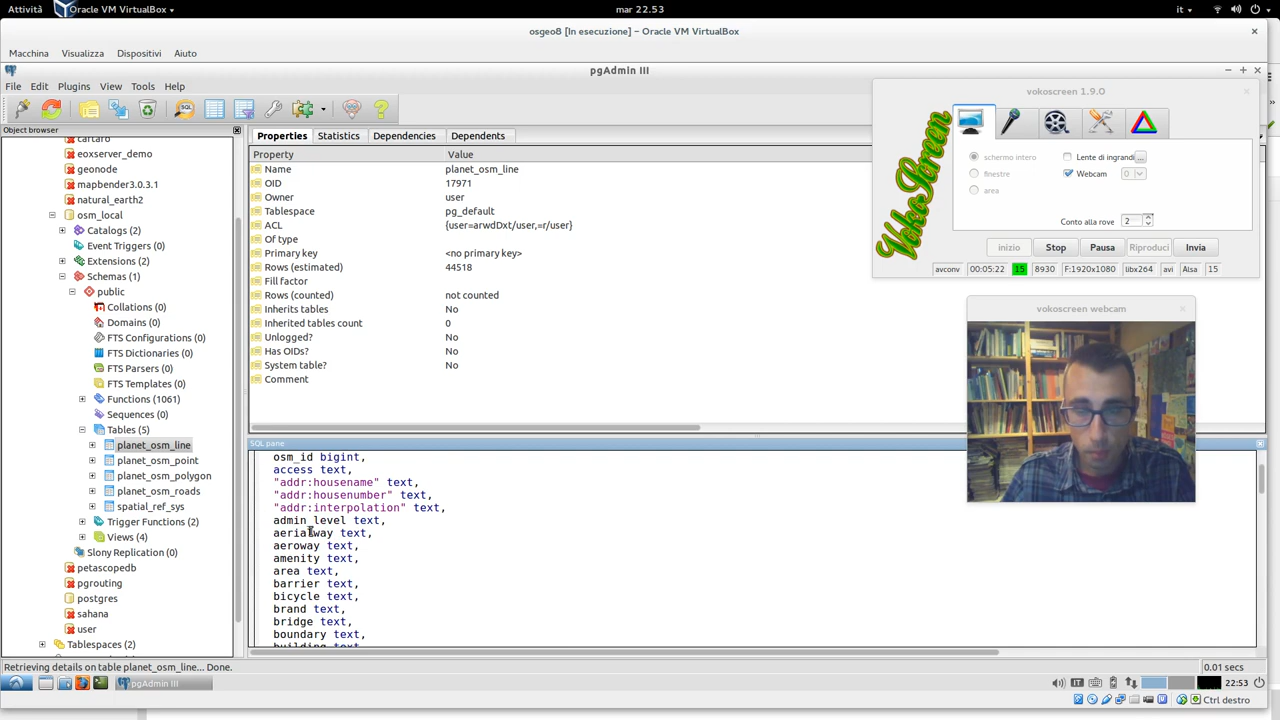 Attività Oracle VM VirtualBox mar 22.53 it
osgeo8 [In esecuzione] – Oracle VM VirtualBox
Macchina Visualizza Dispositivi Aiuto
pgAdmin III
File Edit Plugins View Tools Help
Object browser
cartaro
eoxserver_demo
geonode
mapbender3.0.3.1
natural_earth2
osm_local
Catalogs (2)
Event Triggers (0)
Extensions (2)
Schemas (1)
public
Collations (0)
Domains (0)
FTS Configurations (0)
FTS Dictionaries (0)
FTS Parsers (0)
FTS Templates (0)
Functions (1061)
Sequences (0)
Tables (5)
planet_osm_line
planet_osm_point
planet_osm_polygon
planet_osm_roads
spatial_ref_sys
Trigger Functions (2)
Views (4)
Slony Replication (0)
petascopedb
pgrouting
postgres
sahana
user
Tablespaces (2)
Properties Statistics Dependencies Dependents
Property Value
Name planet_osm_line
OID 17971
Owner user
Tablespace pg_default
ACL {user=arwdDxt/user,=r/user}
Of type
Primary key <no primary key>
Rows (estimated) 44518
Fill factor
Rows (counted) not counted
Inherits tables No
Inherited tables count 0
Unlogged? No
Has OIDs? No
System table? No
Comment
SQL pane
osm_id bigint,
access text,
"addr:housename" text,
"addr:housenumber" text,
"addr:interpolation" text,
admin_level text,
aerialway text,
aeroway text,
amenity text,
area text,
barrier text,
bicycle text,
brand text,
bridge text,
boundary text,
building text,
vokoscreen 1.9.0
VokoScreen
schermo intero
finestre
area
Lente di ingrandi ...
Webcam 0
Conto alla rove 2
inizio Stop Pausa Riproduci Invia
avconv 00:05:22 15 8930 F:1920x1080 libx264 avi Alsa 15
vokoscreen webcam
Retrieving details on table planet_osm_line... Done. 0.01 secs
pgAdmin III IT 22:53
Ctrl destro